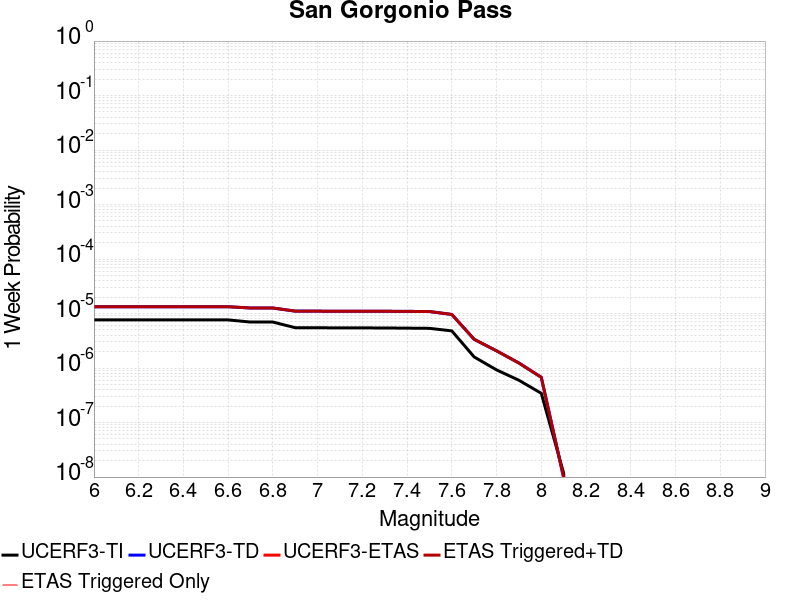 San Gorgonio Pass
10^0
10^-1
10^-2
10^-3
10^-4
10^-5
10^-6
10^-7
10^-8
1 Week Probability
6 6.2 6.4 6.6 6.8 7 7.2 7.4 7.6 7.8 8 8.2 8.4 8.6 8.8 9
Magnitude
UCERF3-TI UCERF3-TD UCERF3-ETAS ETAS Triggered+TD
ETAS Triggered Only